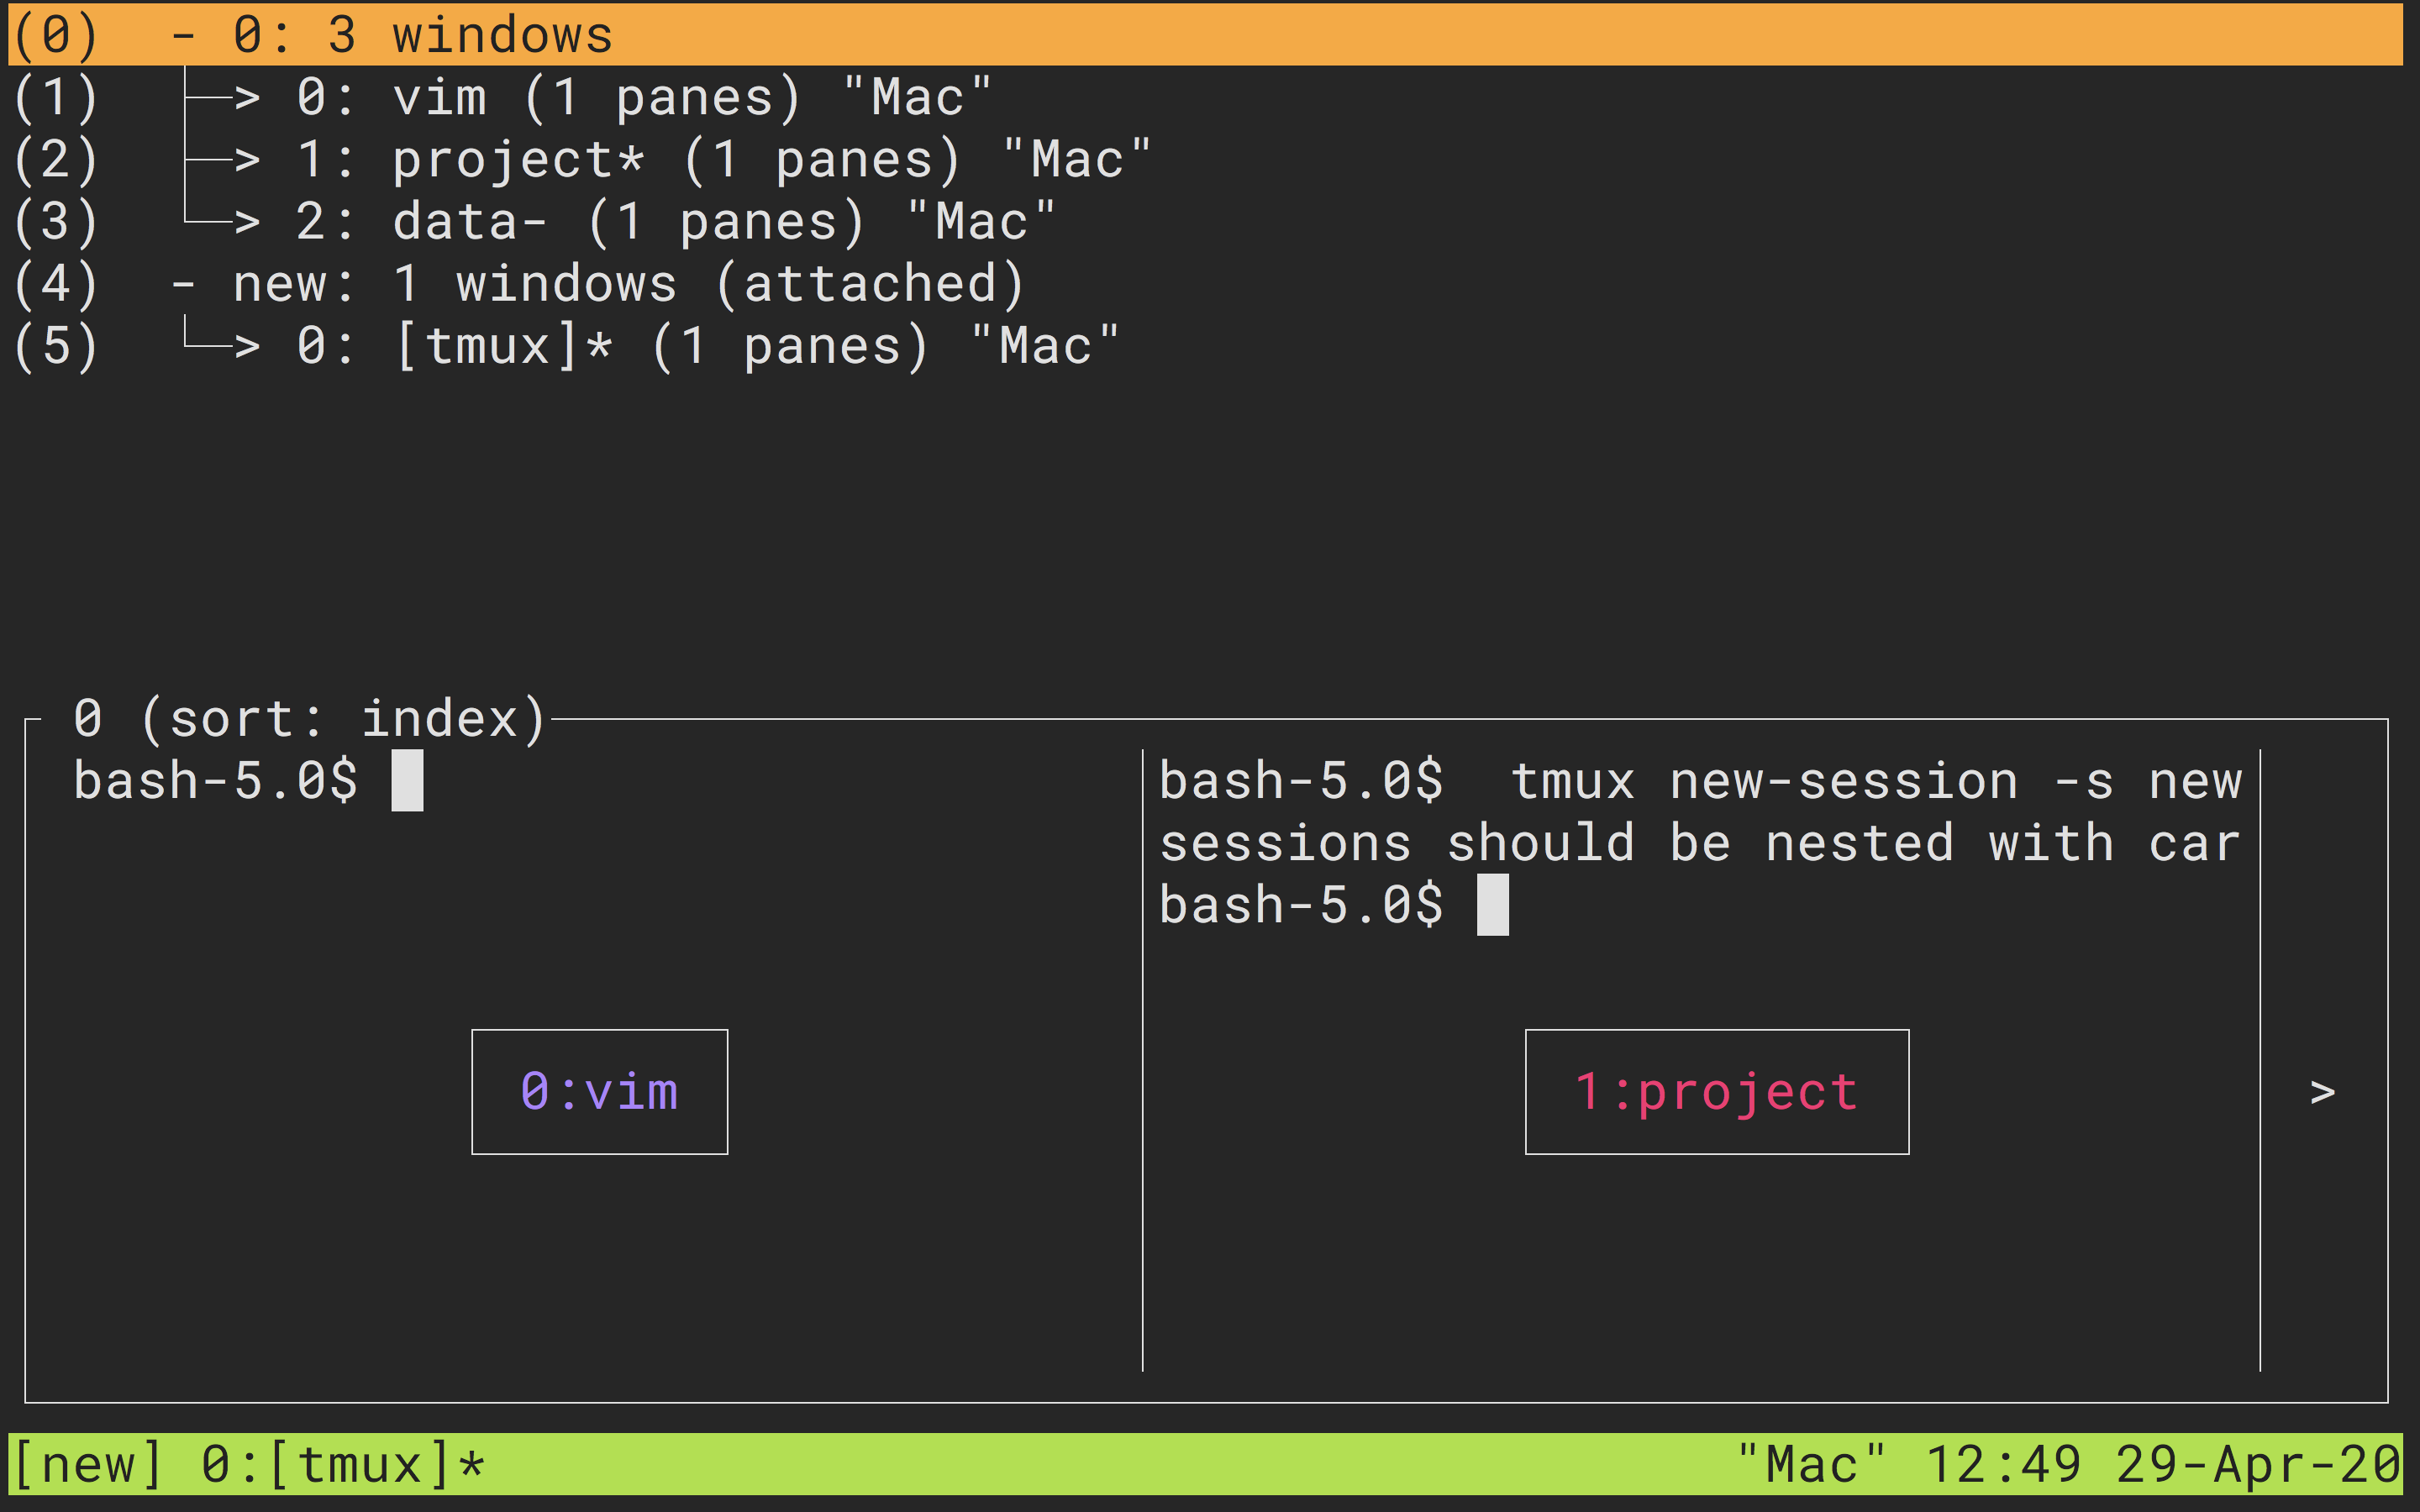 (0)  - 0: 3 windows
(1)  ├─> 0: vim (1 panes) "Mac"
(2)  ├─> 1: project* (1 panes) "Mac"
(3)  └─> 2: data- (1 panes) "Mac"
(4)  - new: 1 windows (attached)
(5)  └─> 0: [tmux]* (1 panes) "Mac"
0 (sort: index)
bash-5.0$
bash-5.0$  tmux new-session -s new
sessions should be nested with car
bash-5.0$
0:vim
1:project
>
[new] 0:[tmux]*
"Mac" 12:49 29-Apr-20